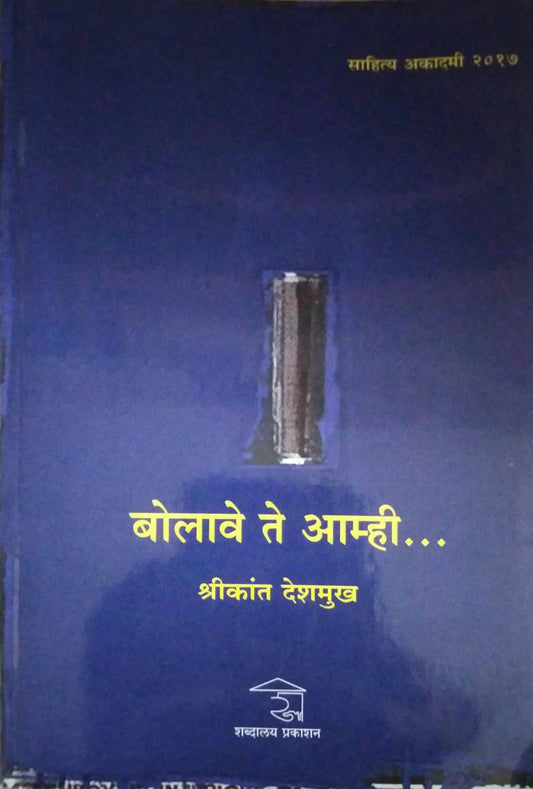 साहित्य अकादमी २०१७
बोलावे ते आम्ही...
श्रीकांत देशमुख
शब्दालय प्रकाशन